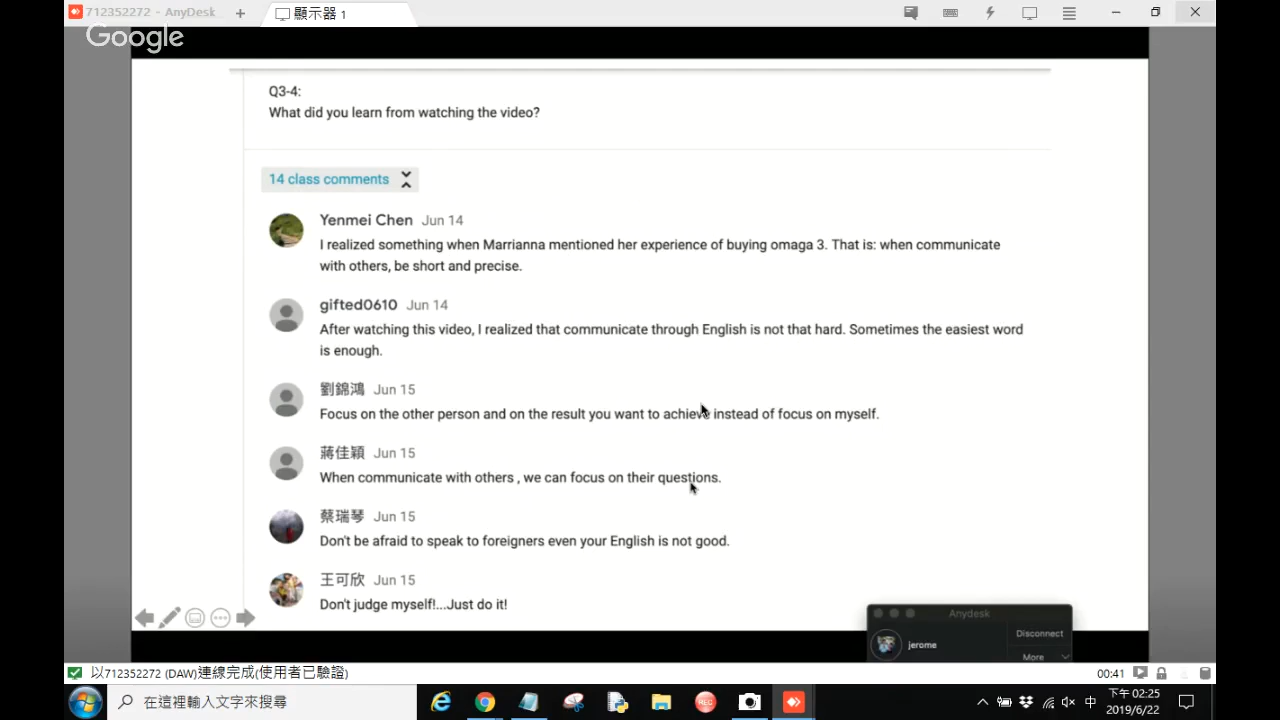 712352272 - AnyDesk
顯示器 1
Google
Q3-4:
What did you learn from watching the video?
14 class comments
Yenmei Chen Jun 14
I realized something when Marrianna mentioned her experience of buying omaga 3. That is: when communicate
with others, be short and precise.
gifted0610 Jun 14
After watching this video, I realized that communicate through English is not that hard. Sometimes the easiest word
is enough.
劉錦鴻 Jun 15
Focus on the other person and on the result you want to achieve instead of focus on myself.
蔣佳穎 Jun 15
When communicate with others , we can focus on their questions.
蔡瑞琴 Jun 15
Don't be afraid to speak to foreigners even your English is not good.
王可欣 Jun 15
Don't judge myself!...Just do it!
Anydesk
Disconnect
jerome
More
以712352272 (DAW)連線完成(使用者已驗證)
00:41
在這裡輸入文字來搜尋
REC
中
下午 02:25
2019/6/22